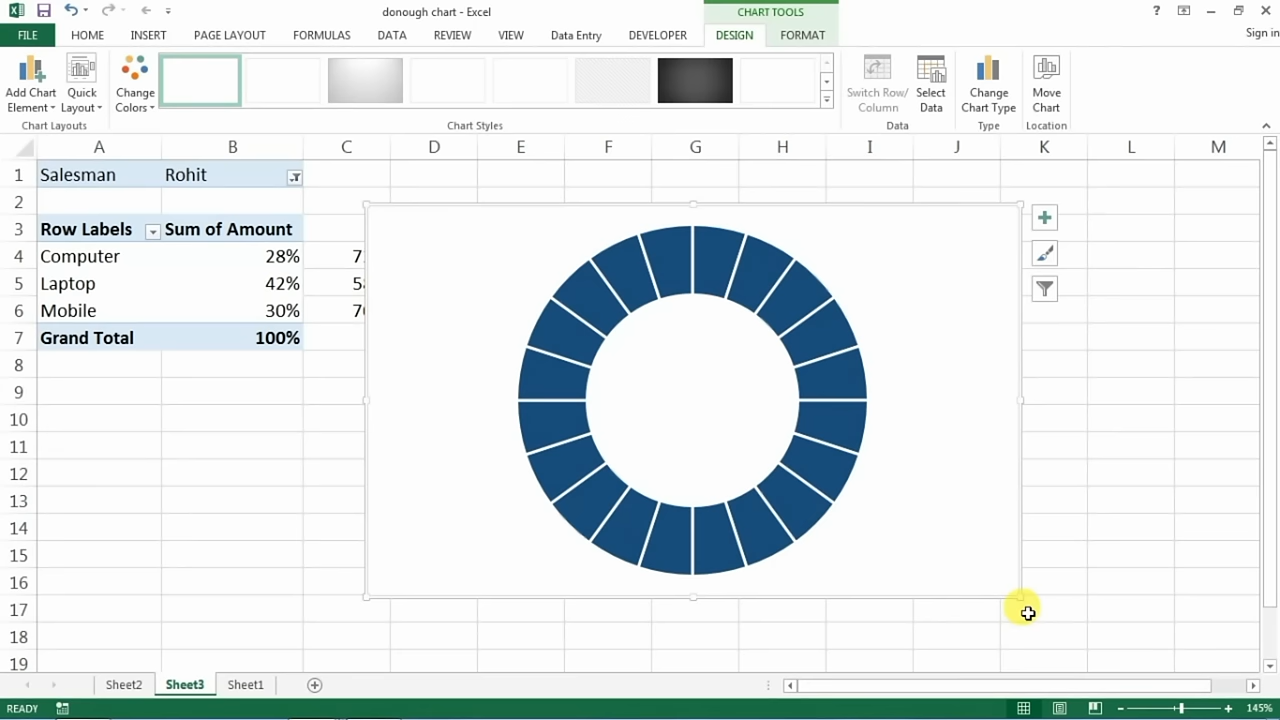 donough chart - Excel
CHART TOOLS
?
Sign in
FILE HOME INSERT PAGE LAYOUT FORMULAS DATA REVIEW VIEW Data Entry DEVELOPER DESIGN FORMAT
Add Chart Element
Quick Layout
Change Colors
Switch Row/ Column
Select Data
Change Chart Type
Move Chart
Chart Layouts
Chart Styles
Data
Type
Location
A B C D E F G H I J K L M
1 Salesman Rohit
2
3 Row Labels Sum of Amount
4 Computer 28%
5 Laptop 42%
6 Mobile 30%
7 Grand Total 100%
8
9
10
11
12
13
14
15
16
17
18
19
Sheet2 Sheet3 Sheet1
READY
145%